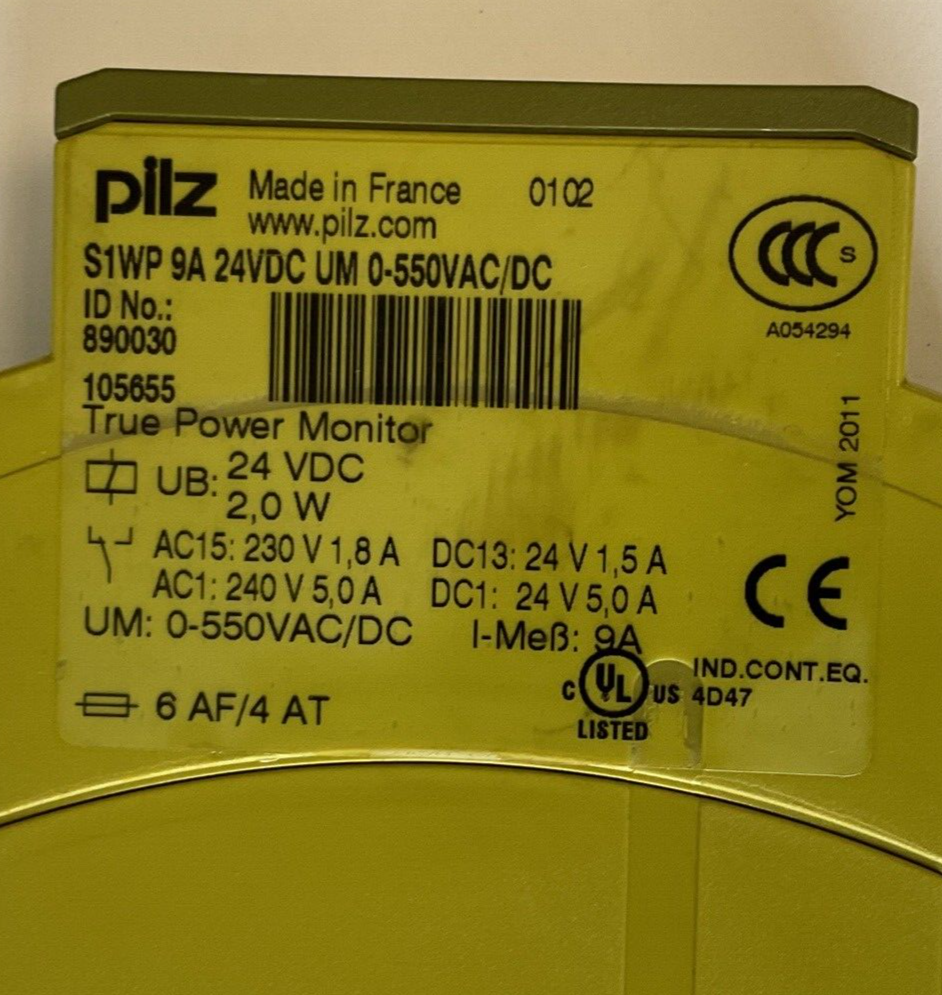 pilz Made in France 0102
www.pilz.com
S1WP 9A 24VDC UM 0-550VAC/DC
ID No.:
890030
105655
CCC S
A054294
True Power Monitor
UB: 24 VDC
2,0 W
YOM 2011
AC15: 230 V 1,8 A DC13: 24 V 1,5 A
AC1: 240 V 5,0 A DC1: 24 V 5,0 A
CE
UM: 0-550VAC/DC I-Meß: 9A
C UL US IND.CONT.EQ.
4D47
LISTED
6 AF/4 AT